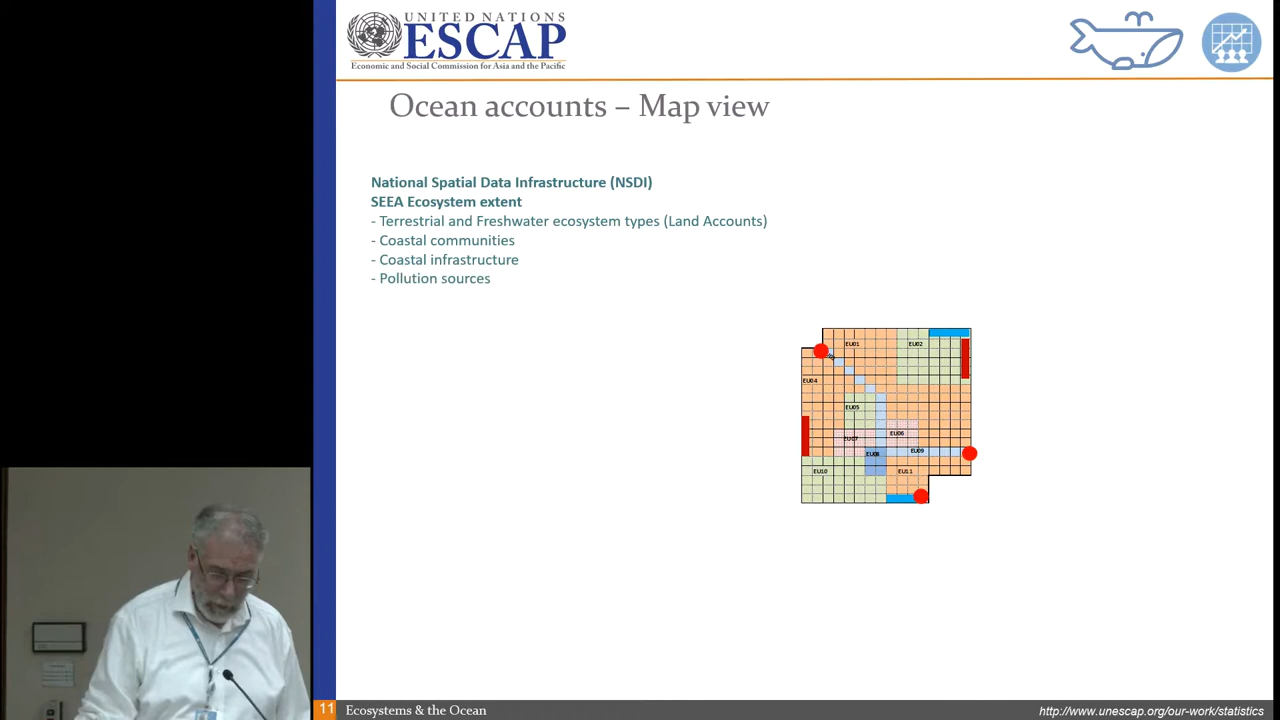 UNITED NATIONS
ESCAP
Economic and Social Commission for Asia and the Pacific
Ocean accounts – Map view
National Spatial Data Infrastructure (NSDI)
SEEA Ecosystem extent
- Terrestrial and Freshwater ecosystem types (Land Accounts)
- Coastal communities
- Coastal infrastructure
- Pollution sources
EU01
EU02
EU04
EU05
EU06
EU07
EU08
EU09
EU10
EU11
11
Ecosystems & the Ocean
http://www.unescap.org/our-work/statistics